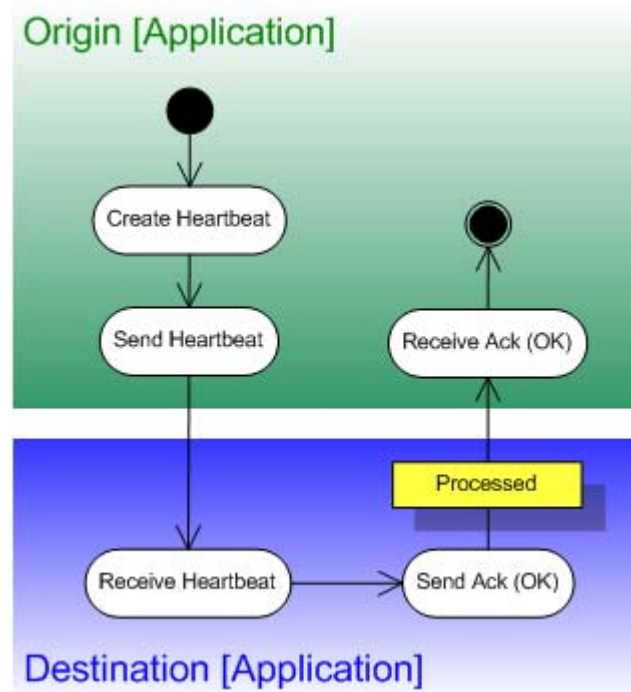 Origin [Application]
Create Heartbeat
Send Heartbeat
Receive Ack (OK)
Processed
Receive Heartbeat
Send Ack (OK)
Destination [Application]